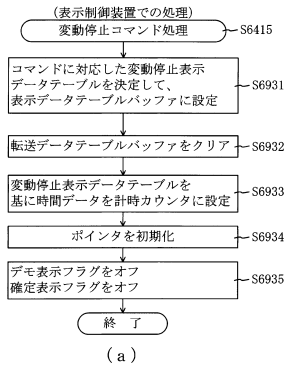 (表示制御装置での処理)
変動停止コマンド処理
S6415
コマンドに対応した変動停止表示
データテーブルを決定して、
表示データテーブルバッファに設定
S6931
転送データテーブルバッファをクリア
S6932
変動停止表示データテーブルを
基に時間データを計時カウンタに設定
S6933
ポインタを初期化
S6934
デモ表示フラグをオフ
確定表示フラグをオフ
S6935
終 了
(a)